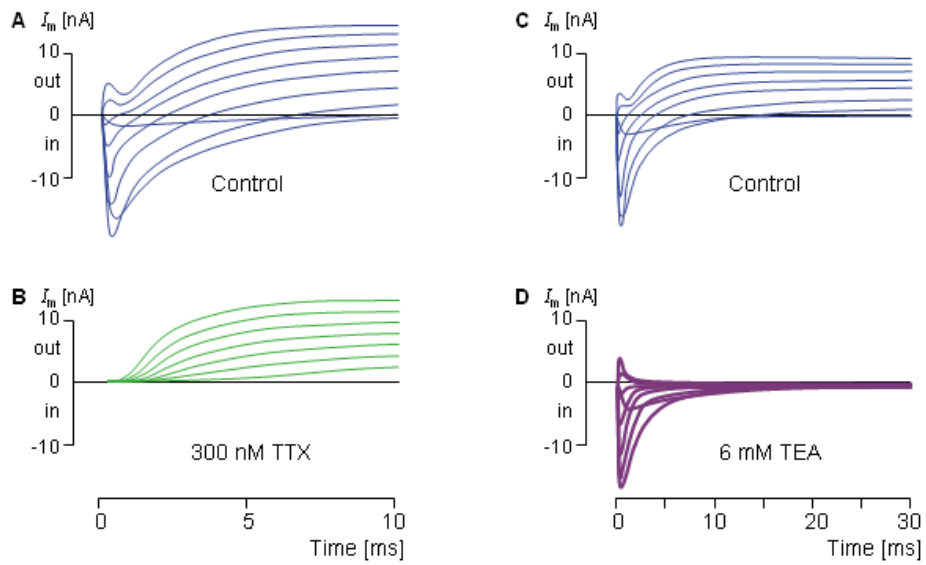 A Im [nA]
10
out
0
in
-10
Control
C Im [nA]
10
out
0
in
-10
Control
B Im [nA]
10
out
0
in
-10
300 nM TTX
0 5 10
Time [ms]
D Im [nA]
10
out
0
in
-10
6 mM TEA
0 10 20 30
Time [ms]